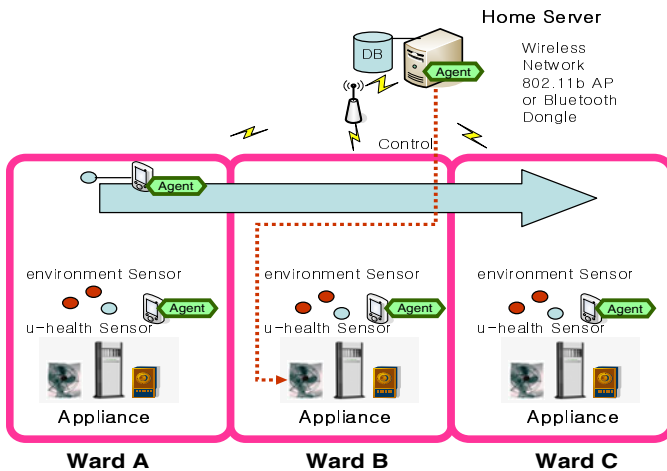 Home Server
DB
Agent
Wireless
Network
802.11b AP
or Bluetooth
Dongle
Control
Agent
environment Sensor
Agent
u-health Sensor
Appliance
environment Sensor
Agent
u-health Sensor
Appliance
environment Sensor
Agent
u-health Sensor
Appliance
Ward A
Ward B
Ward C